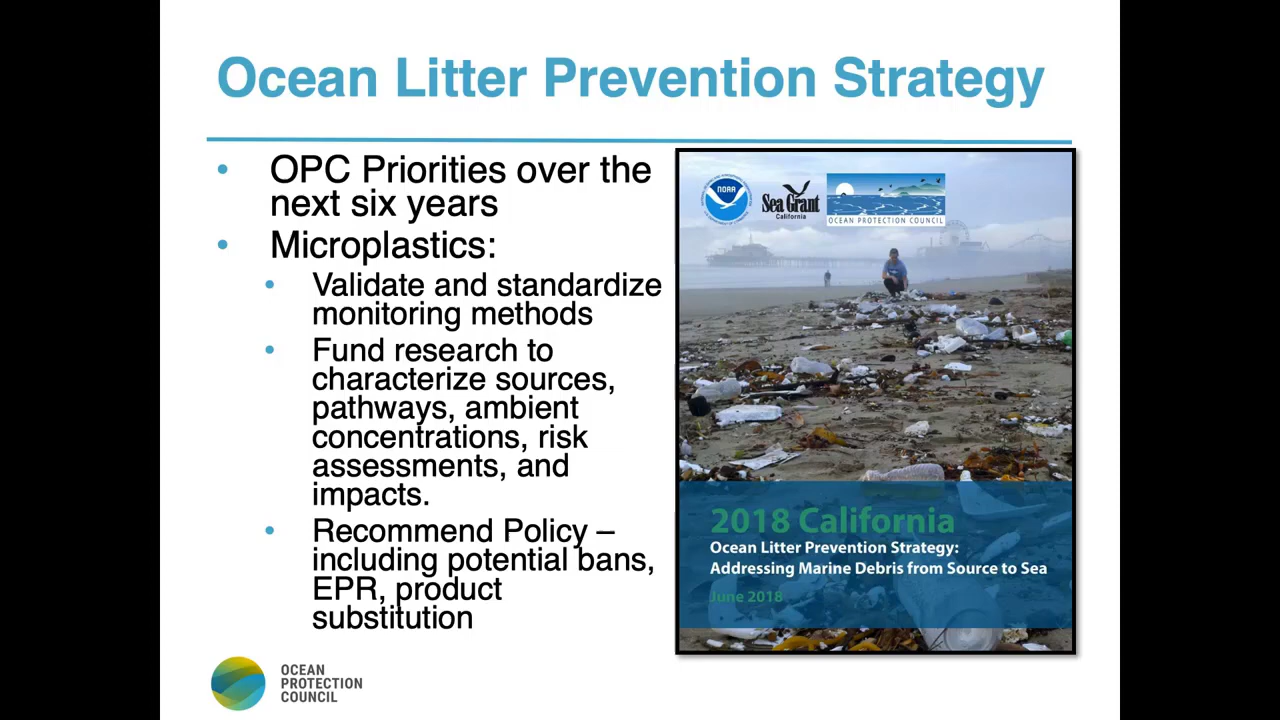 Ocean Litter Prevention Strategy
• OPC Priorities over the
next six years
• Microplastics:
• Validate and standardize
monitoring methods
• Fund research to
characterize sources,
pathways, ambient
concentrations, risk
assessments, and
impacts.
• Recommend Policy –
including potential bans,
EPR, product
substitution
NOAA
Sea Grant
California
OCEAN PROTECTION COUNCIL
2018 California
Ocean Litter Prevention Strategy:
Addressing Marine Debris from Source to Sea
June 2018
OCEAN
PROTECTION
COUNCIL